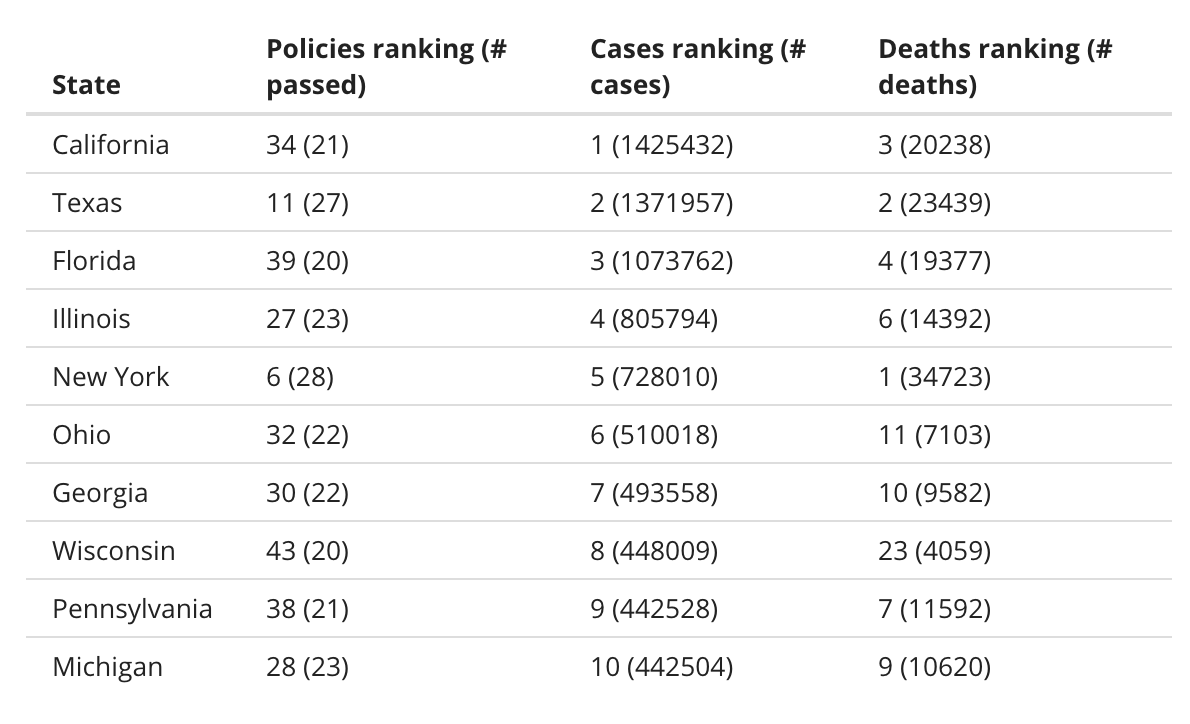 State Policies ranking (# passed) Cases ranking (# cases) Deaths ranking (# deaths)
California 34 (21) 1 (1425432) 3 (20238)
Texas 11 (27) 2 (1371957) 2 (23439)
Florida 39 (20) 3 (1073762) 4 (19377)
Illinois 27 (23) 4 (805794) 6 (14392)
New York 6 (28) 5 (728010) 1 (34723)
Ohio 32 (22) 6 (510018) 11 (7103)
Georgia 30 (22) 7 (493558) 10 (9582)
Wisconsin 43 (20) 8 (448009) 23 (4059)
Pennsylvania 38 (21) 9 (442528) 7 (11592)
Michigan 28 (23) 10 (442504) 9 (10620)